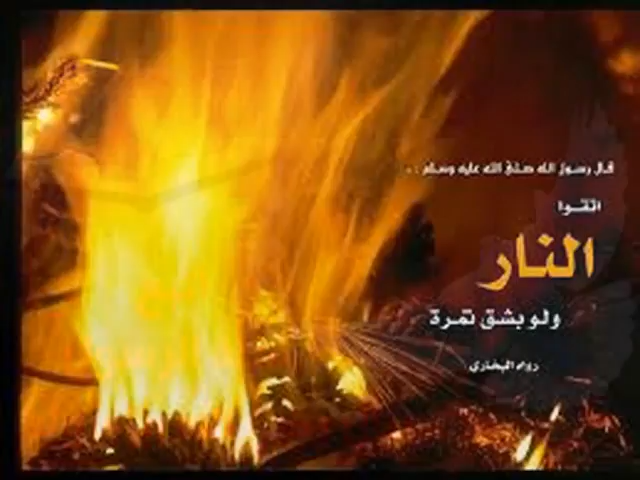 قال رسول الله صلى الله عليه وسلم :
اتقوا
النار
ولو بشق تمرة
رواه البخاري